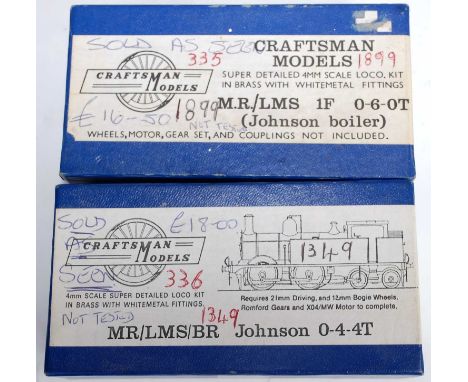 SOLD AS SEEN
335
CRAFTSMAN
MODELS 1899
CRAFTSMAN
MODELS
SUPER DETAILED 4MM SCALE LOCO. KIT
IN BRASS WITH WHITEMETAL FITTINGS
£16-50
1899
NOT TESTED
M.R./LMS 1F 0-6-0T
(Johnson boiler)
WHEELS, MOTOR, GEAR SET, AND COUPLINGS NOT INCLUDED.
SOLD
AS
SEEN
£18-00
CRAFTSMAN
MODELS
336
1349
4mm SCALE SUPER DETAILED LOCO KIT
IN BRASS WITH WHITEMETAL FITTINGS.
Requires 21mm Driving, and 12mm Bogie Wheels,
Romford Gears and X04/MW Motor to complete.
NOT TESTED
1349
MR/LMS/BR Johnson 0-4-4T